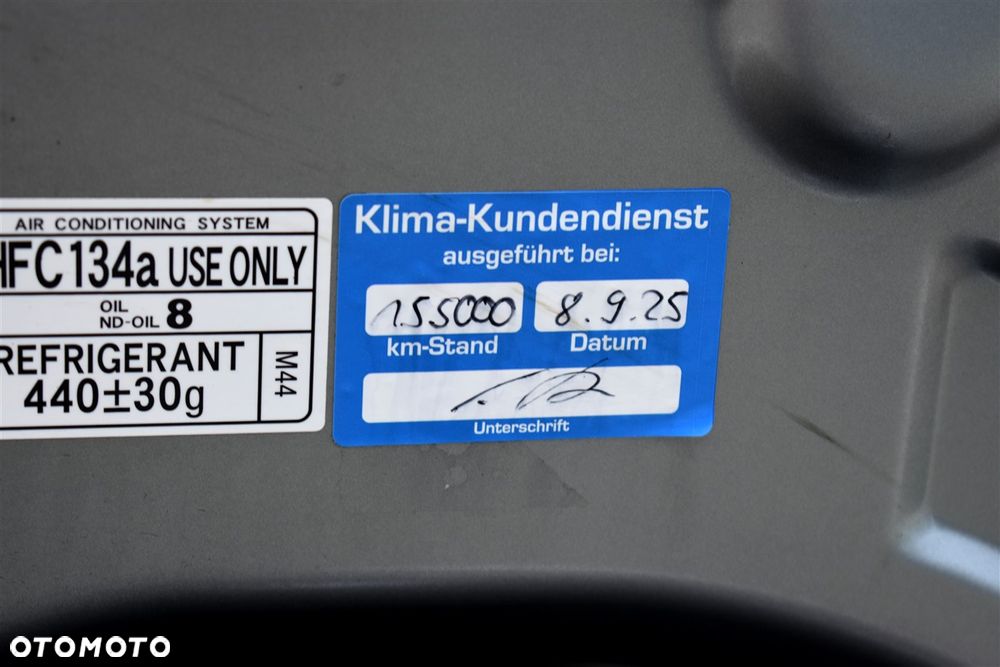 AIR CONDITIONING SYSTEM
HFC134a USE ONLY
OIL
ND-OIL 8
REFRIGERANT
440±30g
M44
Klima-Kundendienst
ausgeführt bei:
155000
8.9.25
km-Stand
Datum
Unterschrift
OTOMOTO